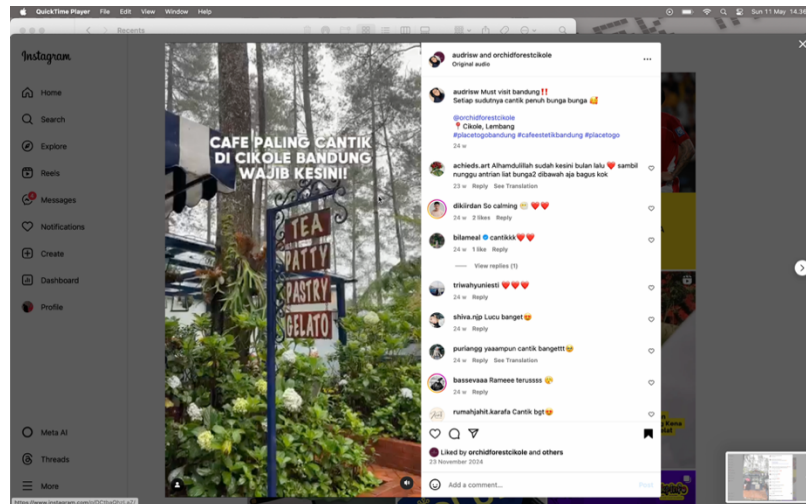 QuickTime Player File Edit View Window Help
Sun 11 May 14.36
Recents
Instagram
Home
Search
Explore
Reels
Messages
Notifications
Create
Dashboard
Profile
Meta AI
Threads
More
CAFE PALING CANTIK
DI CIKOLE BANDUNG
WAJIB KESINI!
TEA
PATTY
PASTRY
GELATO
audrisw and orchidforestcikole
Original audio
audrisw Must visit bandung‼️
Setiap sudutnya cantik penuh bunga bunga 🥰
@orchidforestcikole
📍 Cikole, Lembang
#placetogobandung #cafeestetikbandung #placetogo
24 w
achieds.art Alhamdulillah sudah kesini bulan lalu ❤️ sambil
nunggu antrian liat bunga2 dibawah aja bagus kok
23 w Reply See Translation
dikiirdan So calming 😁 ❤️❤️
24 w 2 likes Reply
bilameal cantikkk❤️❤️
24 w 1 like Reply
View replies (1)
triwahyuniesti ❤️❤️❤️
24 w Reply
shiva.njp Lucu banget😍
24 w Reply
puriangg yaaampun cantik bangettt🥹
24 w Reply See Translation
bassevaaa Rameee terussss 😚
24 w Reply
rumahjahit.karafa Cantik bgt😍
Liked by orchidforestcikole and others
23 November 2024
Add a comment...
Post